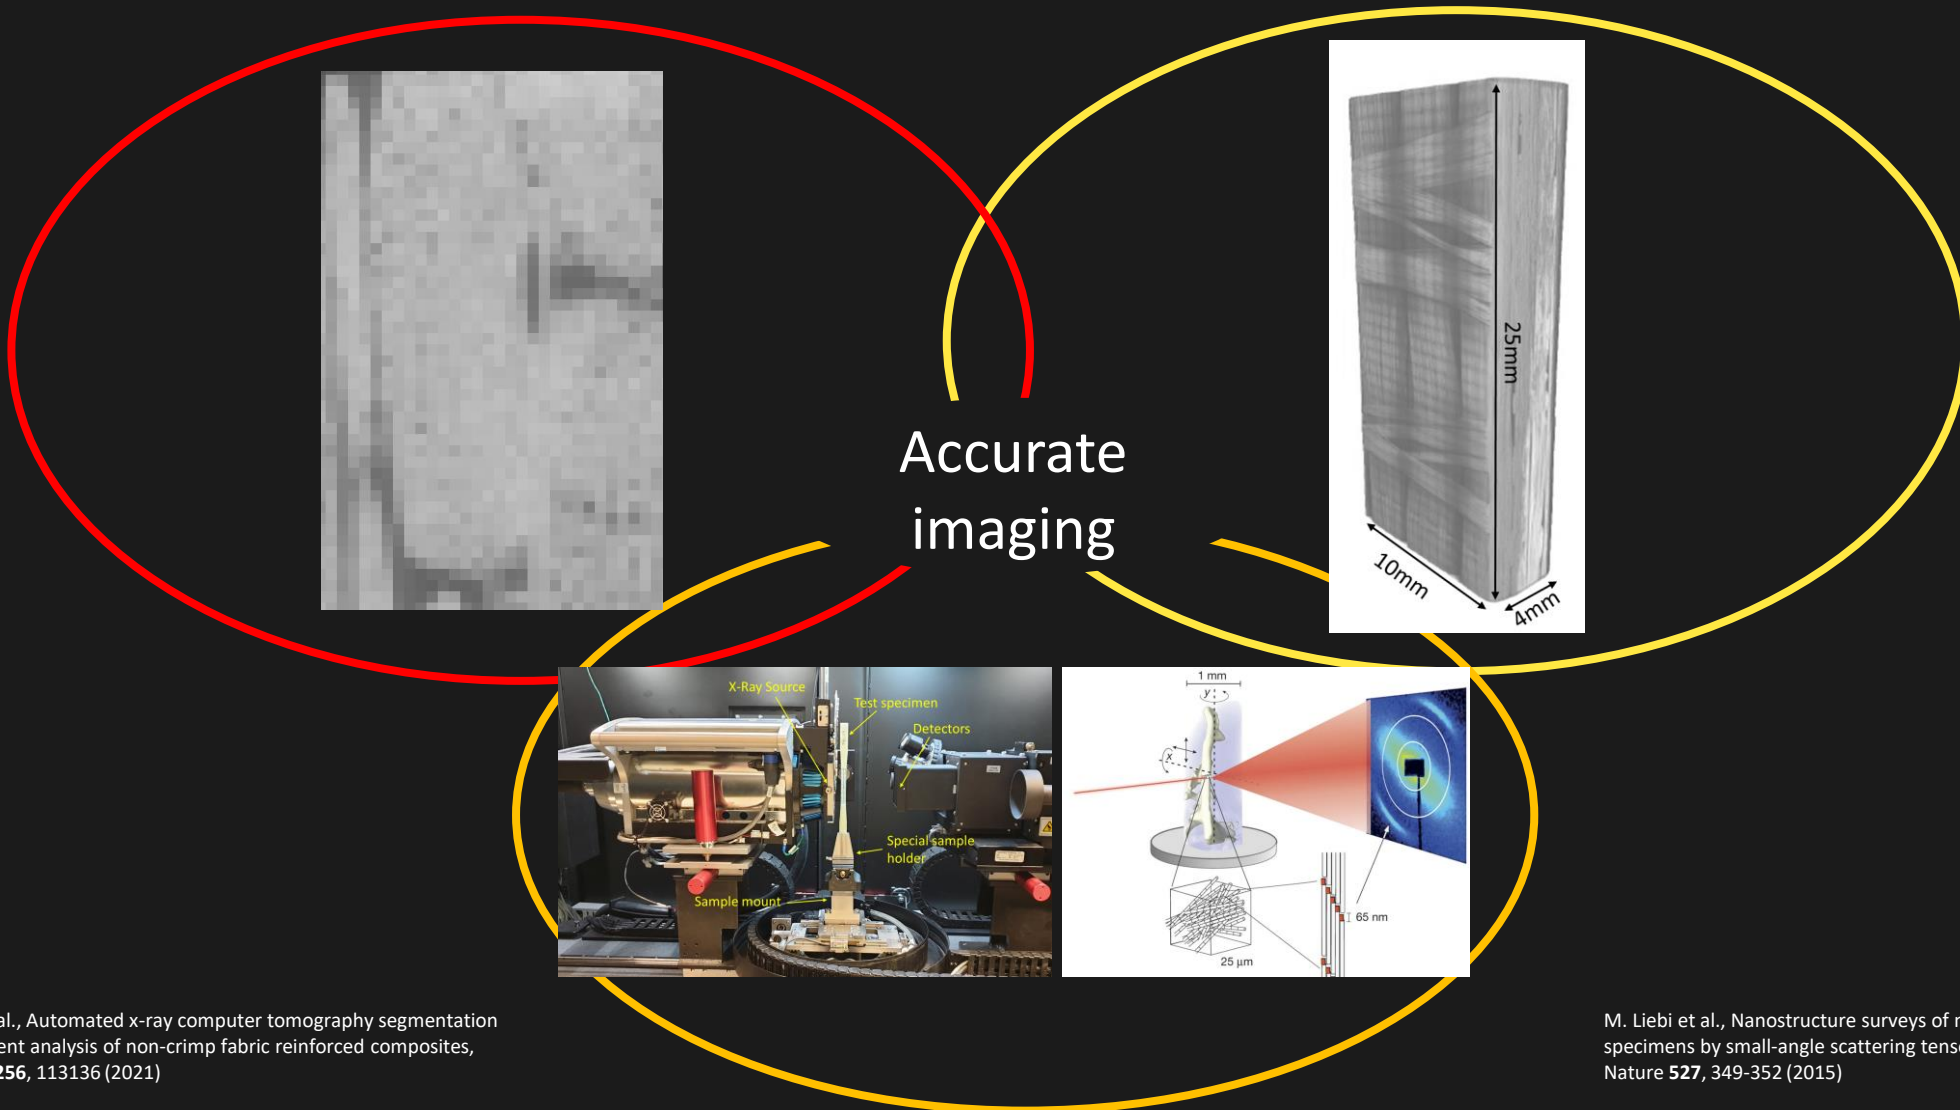 Accurate
imaging
25mm
10mm
4mm
X-Ray Source
Test specimen
Detectors
Special sample
holder
Sample mount
1 mm
y
x
65 nm
25 µm
al., Automated x-ray computer tomography segmentation
ent analysis of non-crimp fabric reinforced composites,
256, 113136 (2021)
M. Liebi et al., Nanostructure surveys of
specimens by small-angle scattering
Nature 527, 349-352 (2015)